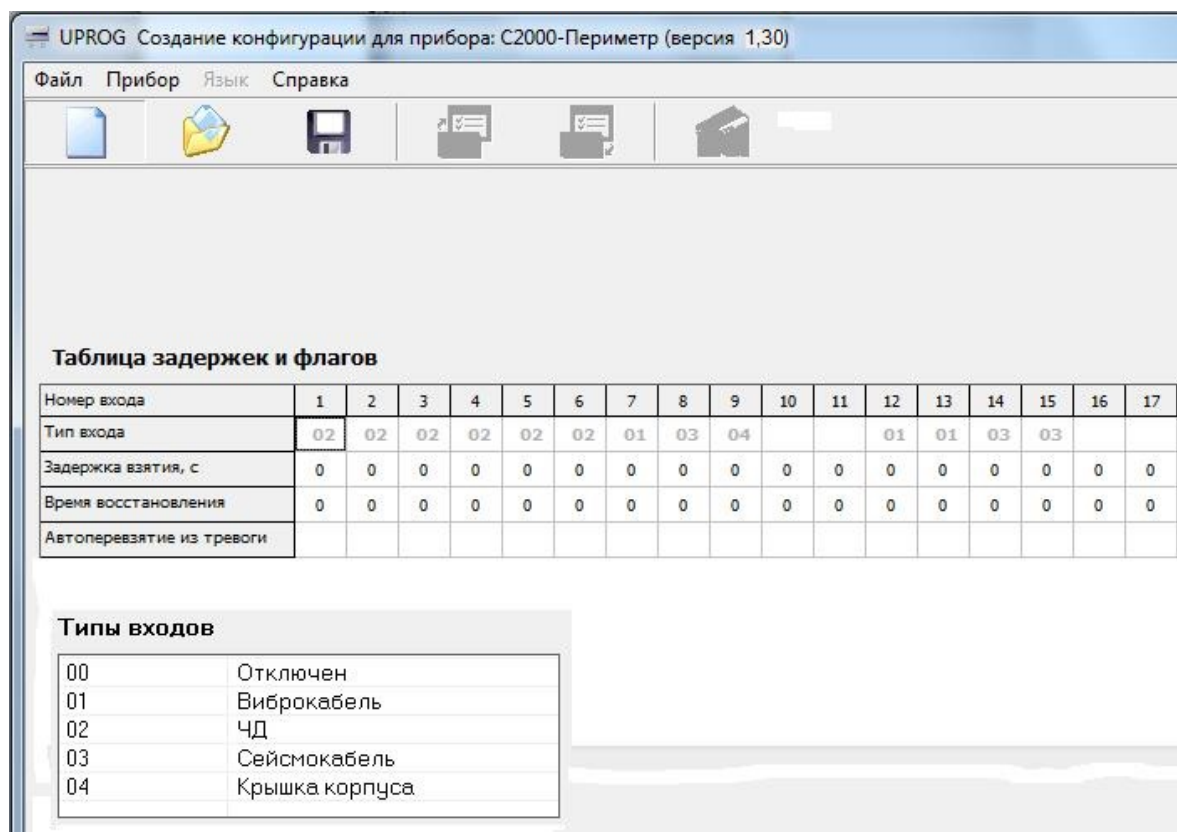 UPROG Создание конфигурации для прибора: С2000-Периметр (версия 1,30)
Файл Прибор Язык Справка
Таблица задержек и флагов
Номер входа 1 2 3 4 5 6 7 8 9 10 11 12 13 14 15 16 17
Тип входа 02 02 02 02 02 02 01 03 04 01 01 03 03
Задержка взятия, с 0 0 0 0 0 0 0 0 0 0 0 0 0 0 0 0 0
Время восстановления 0 0 0 0 0 0 0 0 0 0 0 0 0 0 0 0 0
Автоперевзятие из тревоги
Типы входов
00 Отключен
01 Виброкабель
02 ЧД
03 Сейсмокабель
04 Крышка корпуса